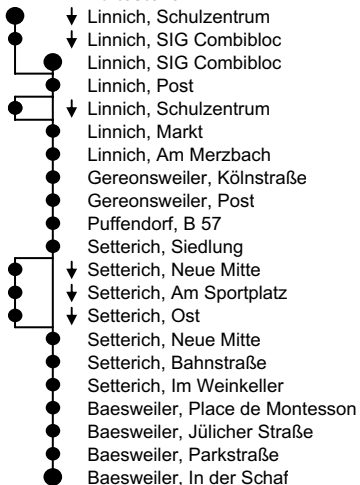 ↓ Linnich, Schulzentrum
↓ Linnich, SIG Combibloc
Linnich, SIG Combibloc
Linnich, Post
↓ Linnich, Schulzentrum
Linnich, Markt
Linnich, Am Merzbach
Gereonsweiler, Kölnstraße
Gereonsweiler, Post
Puffendorf, B 57
Setterich, Siedlung
↓ Setterich, Neue Mitte
↓ Setterich, Am Sportplatz
↓ Setterich, Ost
Setterich, Neue Mitte
Setterich, Bahnstraße
Setterich, Im Weinkeller
Baesweiler, Place de Montesson
Baesweiler, Jülicher Straße
Baesweiler, Parkstraße
Baesweiler, In der Schaf